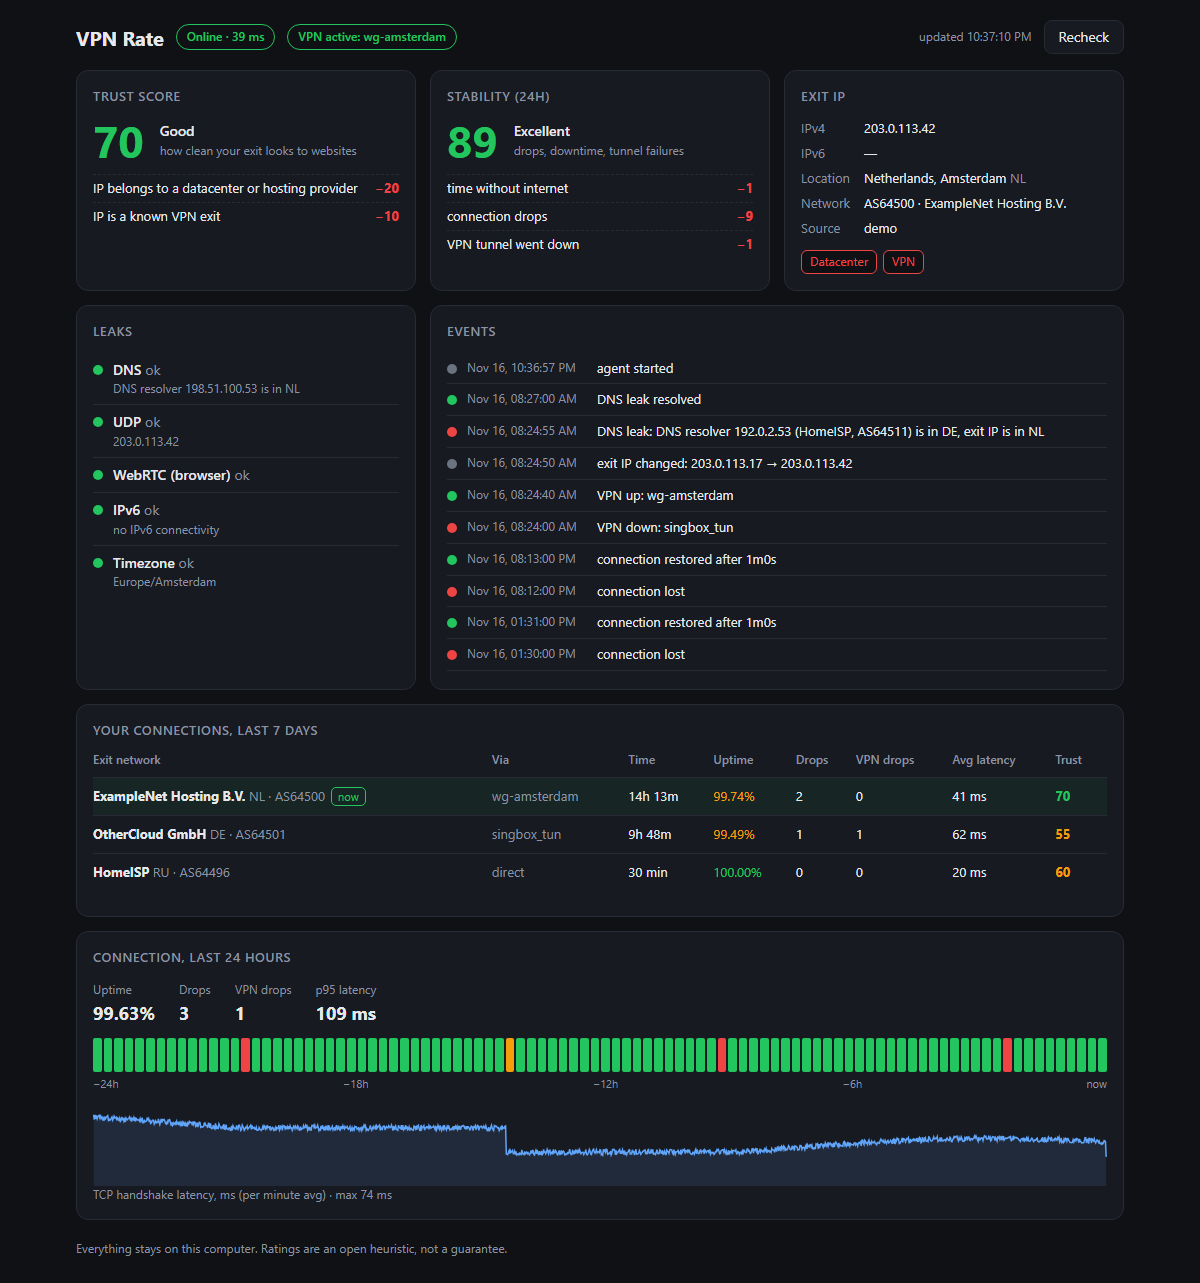 VPN Rate
Online · 39 ms
VPN active: wg-amsterdam
updated 10:37:10 PM
Recheck
TRUST SCORE
70
Good
how clean your exit looks to websites
IP belongs to a datacenter or hosting provider −20
IP is a known VPN exit −10
STABILITY (24H)
89
Excellent
drops, downtime, tunnel failures
time without internet −1
connection drops −9
VPN tunnel went down −1
EXIT IP
IPv4 203.0.113.42
IPv6 —
Location Netherlands, Amsterdam NL
Network AS64500 · ExampleNet Hosting B.V.
Source demo
Datacenter VPN
LEAKS
DNS ok
DNS resolver 198.51.100.53 is in NL
UDP ok
203.0.113.42
WebRTC (browser) ok
IPv6 ok
no IPv6 connectivity
Timezone ok
Europe/Amsterdam
EVENTS
Nov 16, 10:36:57 PM agent started
Nov 16, 08:27:00 AM DNS leak resolved
Nov 16, 08:24:55 AM DNS leak: DNS resolver 192.0.2.53 (HomeISP, AS64511) is in DE, exit IP is in NL
Nov 16, 08:24:50 AM exit IP changed: 203.0.113.17 → 203.0.113.42
Nov 16, 08:24:40 AM VPN up: wg-amsterdam
Nov 16, 08:24:00 AM VPN down: singbox_tun
Nov 16, 08:13:00 PM connection restored after 1m0s
Nov 16, 08:12:00 PM connection lost
Nov 16, 01:31:00 PM connection restored after 1m0s
Nov 16, 01:30:00 PM connection lost
YOUR CONNECTIONS, LAST 7 DAYS
Exit network Via Time Uptime Drops VPN drops Avg latency Trust
ExampleNet Hosting B.V. NL · AS64500 now wg-amsterdam 14h 13m 99.74% 2 0 41 ms 70
OtherCloud GmbH DE · AS64501 singbox_tun 9h 48m 99.49% 1 1 62 ms 55
HomeISP RU · AS64496 direct 30 min 100.00% 0 0 20 ms 60
CONNECTION, LAST 24 HOURS
Uptime Drops VPN drops p95 latency
99.63% 3 1 109 ms
−24h −18h −12h −6h now
TCP handshake latency, ms (per minute avg) · max 74 ms
Everything stays on this computer. Ratings are an open heuristic, not a guarantee.